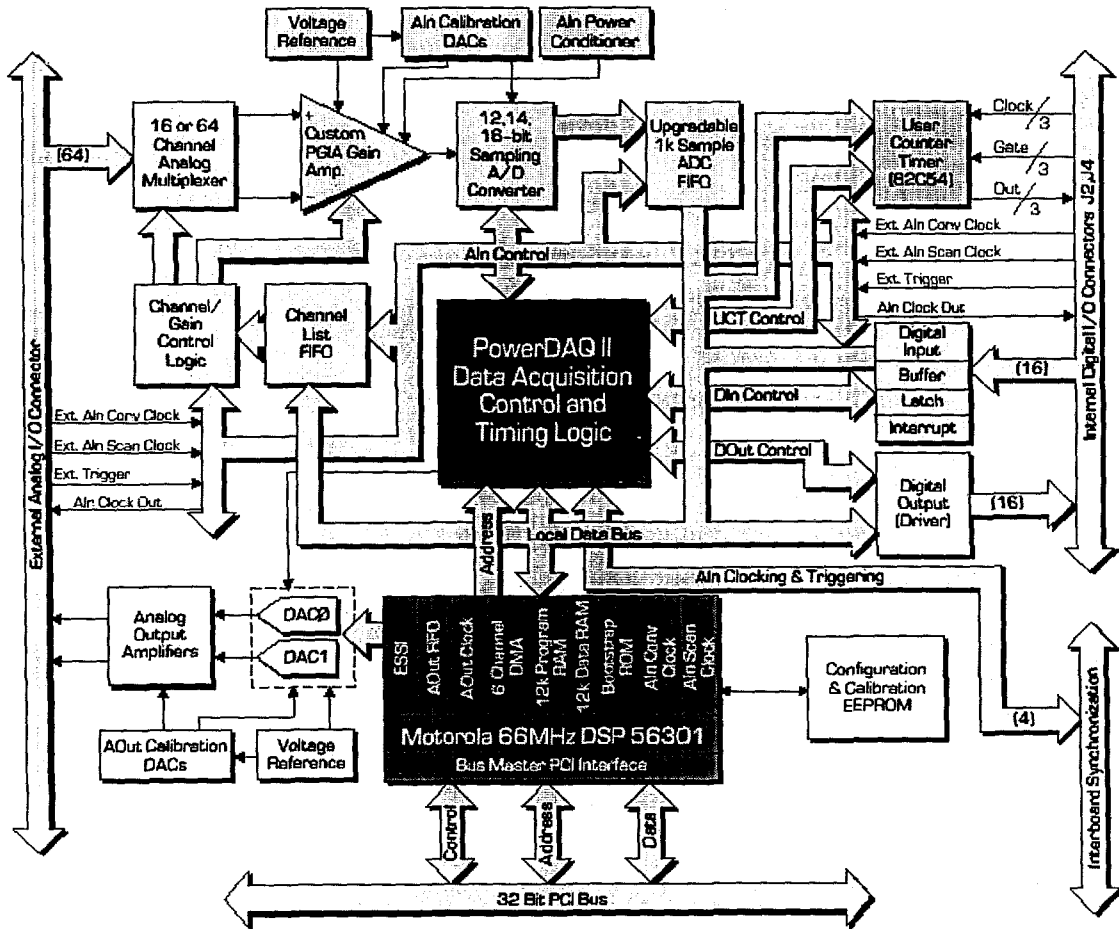 Voltage
Reference
AIn Calibration
DACs
AIn Power
Conditioner
16 or 64
Channel
Analog
Multiplexer
+
Custom
PGIA Gain
Amp.
−
12,14,
16-bit
Sampling
A/D
Converter
Upgradable
1k Sample
ADC
FIFO
User
Counter
Timer
(82C54)
Clock
3
Gate
3
Out
3
(64)
Ext. AIn Conv Clock
Ext. AIn Scan Clock
Ext. Trigger
AIn Clock Out
AIn Control
Channel/
Gain
Control
Logic
Channel
List
FIFO
PowerDAQ II
Data Acquisition
Control and
Timing Logic
UCT Control
Digital
Input
Buffer
Latch
Interrupt
(16)
DIn Control
DOut Control
Digital
Output
(Driver)
(16)
Internal Digital I/O Connectors J2,J4
External Analog I/O Connector
Ext. AIn Conv Clock
Ext. AIn Scan Clock
Ext. Trigger
AIn Clock Out
Address
Local Data Bus
AIn Clocking & Triggering
Analog
Output
Amplifiers
DAC0
DAC1
ESSI
AOut FIFO
AOut Clock
6 Channel
DMA
12k Program
RAM
12k Data RAM
Bootstrap
ROM
AIn Conv
Clock
AIn Scan
Clock
Motorola 66MHz DSP 56301
Bus Master PCI Interface
Configuration
& Calibration
EEPROM
(4)
Interboard Synchronization
AOut Calibration
DACs
Voltage
Reference
Control
Address
Data
32 Bit PCI Bus